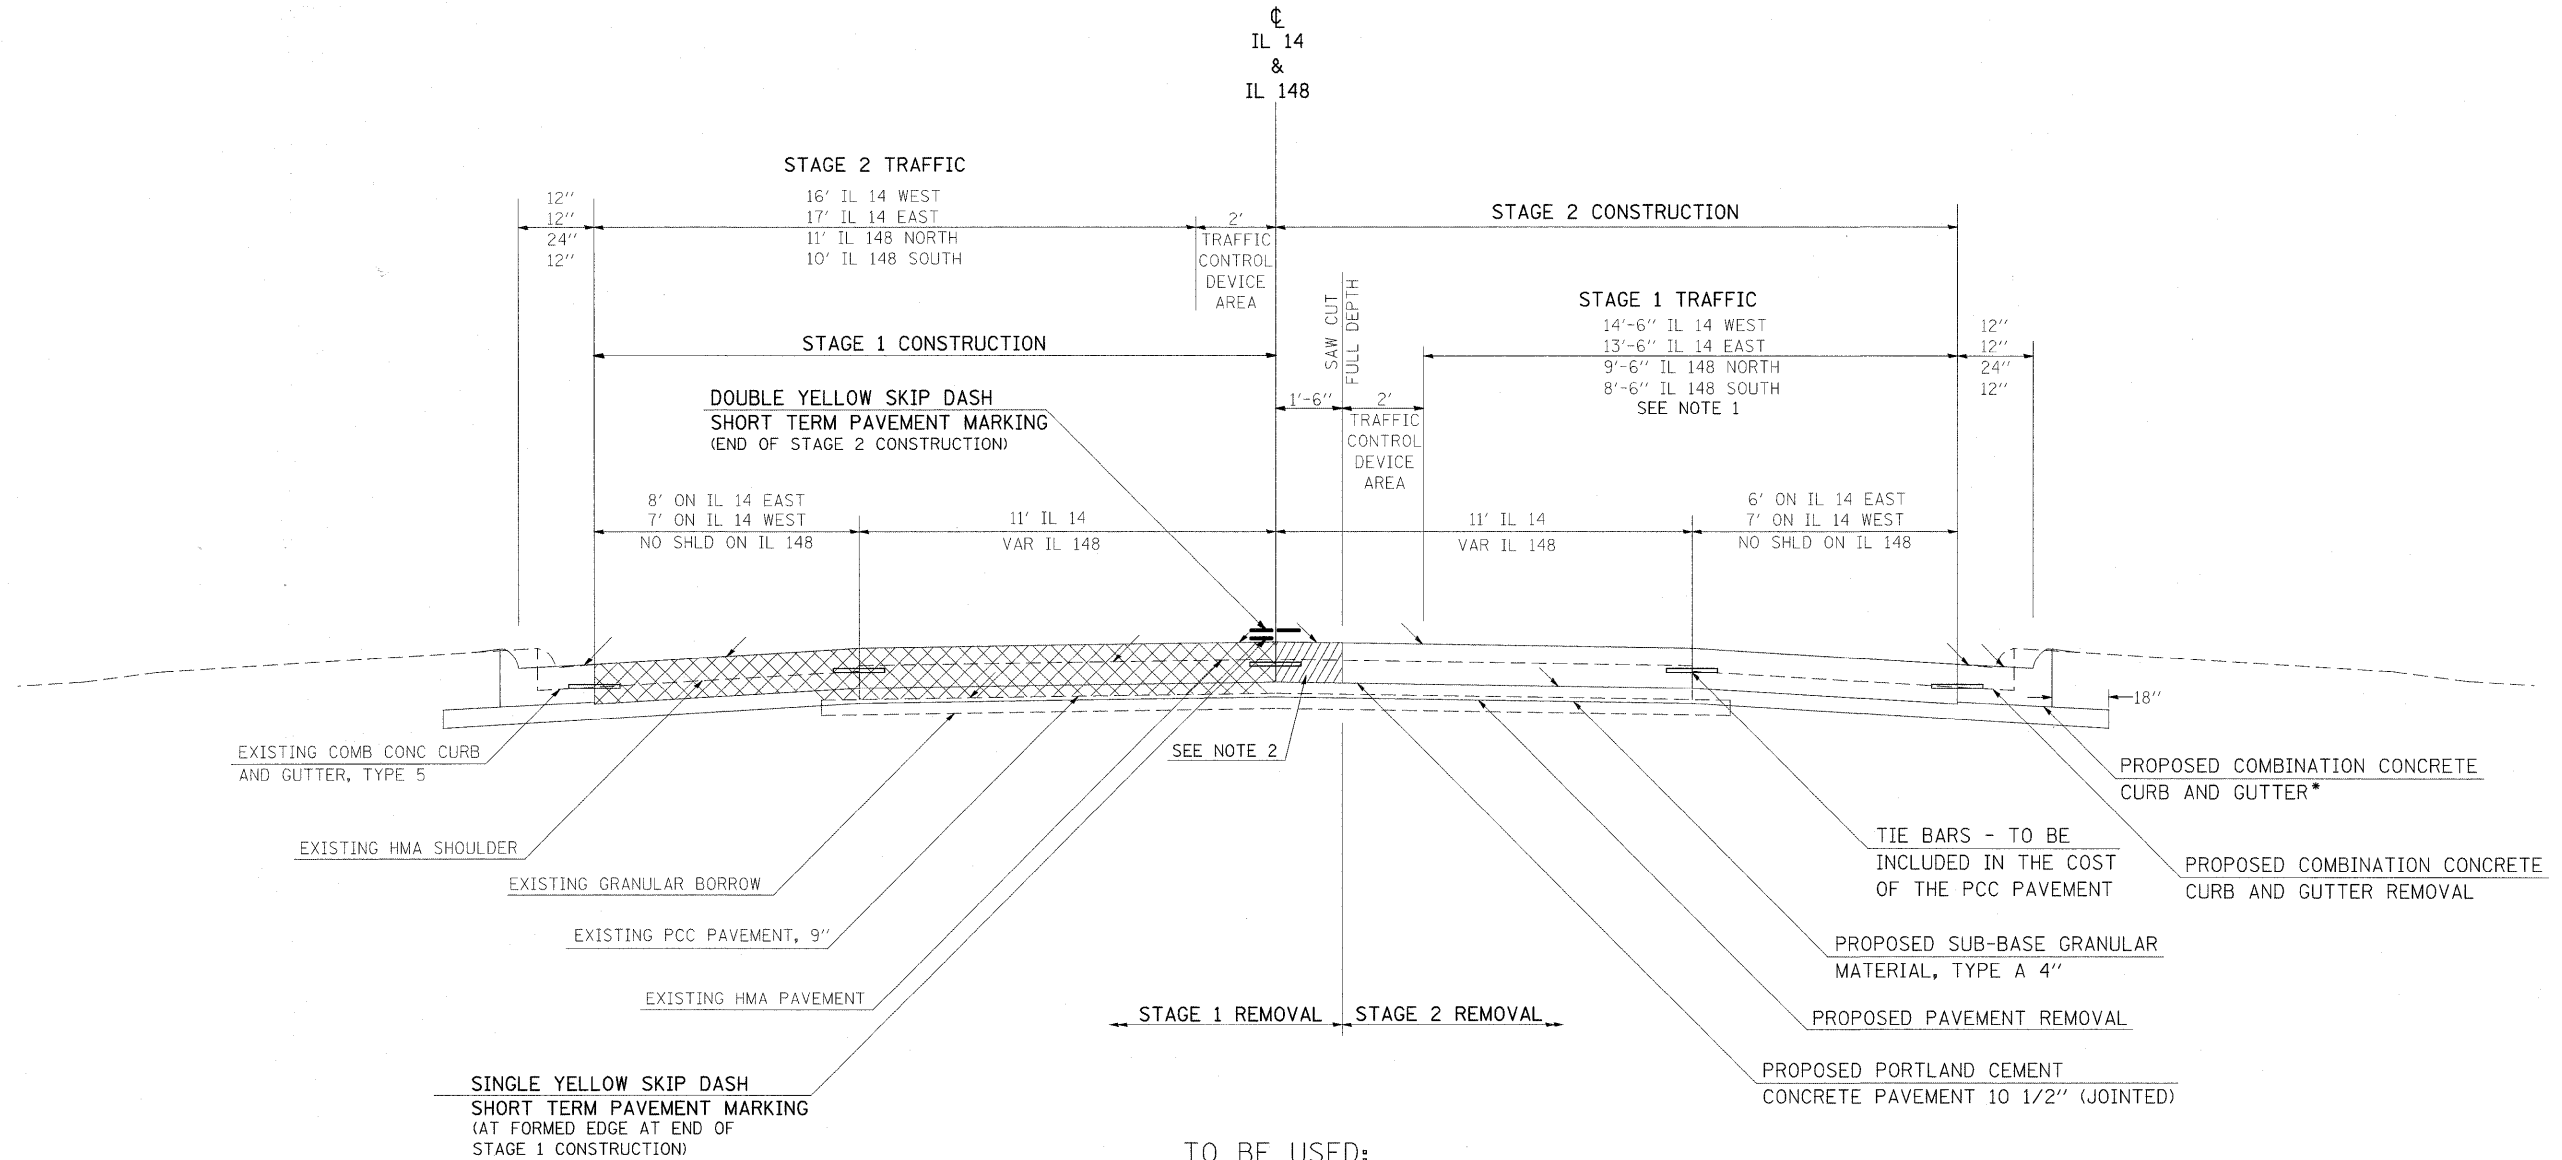 ℄
IL 14
&
IL 148
STAGE 2 TRAFFIC
12" 16' IL 14 WEST
12" 17' IL 14 EAST
24" 11' IL 148 NORTH
12" 10' IL 148 SOUTH
2'
TRAFFIC
CONTROL
DEVICE
AREA
STAGE 2 CONSTRUCTION
STAGE 1 CONSTRUCTION
SAW CUT
FULL DEPTH
STAGE 1 TRAFFIC
14'-6" IL 14 WEST 12"
13'-6" IL 14 EAST 12"
9'-6" IL 148 NORTH 24"
8'-6" IL 148 SOUTH 12"
SEE NOTE 1
DOUBLE YELLOW SKIP DASH
SHORT TERM PAVEMENT MARKING
(END OF STAGE 2 CONSTRUCTION)
1'-6"
2'
TRAFFIC
CONTROL
DEVICE
AREA
8' ON IL 14 EAST
7' ON IL 14 WEST
NO SHLD ON IL 148
11' IL 14
VAR IL 148
11' IL 14
VAR IL 148
6' ON IL 14 EAST
7' ON IL 14 WEST
NO SHLD ON IL 148
18"
EXISTING COMB CONC CURB
AND GUTTER, TYPE 5
SEE NOTE 2
PROPOSED COMBINATION CONCRETE
CURB AND GUTTER*
EXISTING HMA SHOULDER
TIE BARS - TO BE
INCLUDED IN THE COST
OF THE PCC PAVEMENT
PROPOSED COMBINATION CONCRETE
CURB AND GUTTER REMOVAL
EXISTING GRANULAR BORROW
EXISTING PCC PAVEMENT, 9"
PROPOSED SUB-BASE GRANULAR
MATERIAL, TYPE A 4"
EXISTING HMA PAVEMENT
STAGE 1 REMOVAL
STAGE 2 REMOVAL
PROPOSED PAVEMENT REMOVAL
SINGLE YELLOW SKIP DASH
SHORT TERM PAVEMENT MARKING
(AT FORMED EDGE AT END OF
STAGE 1 CONSTRUCTION)
PROPOSED PORTLAND CEMENT
CONCRETE PAVEMENT 10 1/2" (JOINTED)
TO BE USED: